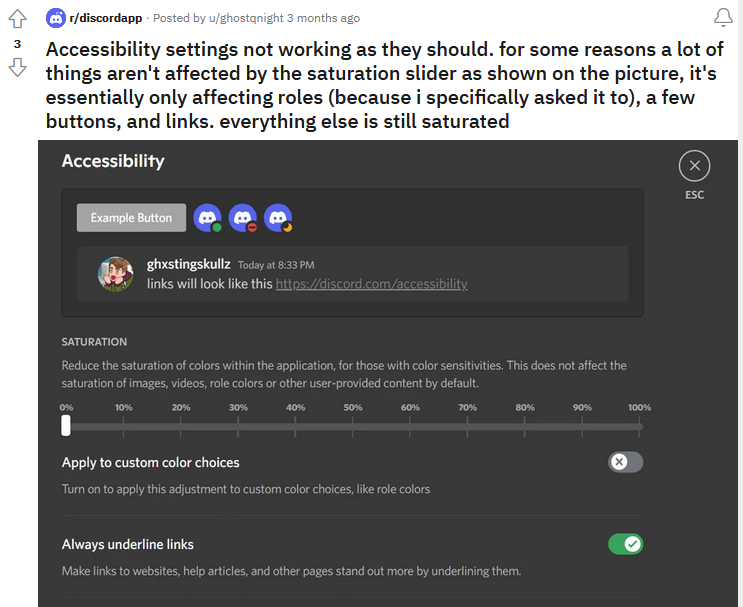 r/discordapp · Posted by u/ghostqnight 3 months ago
3
Accessibility settings not working as they should. for some reasons a lot of
things aren't affected by the saturation slider as shown on the picture, it's
essentially only affecting roles (because i specifically asked it to), a few
buttons, and links. everything else is still saturated
Accessibility
ESC
Example Button
ghxstingskullz Today at 8:33 PM
links will look like this https://discord.com/accessibility
SATURATION
Reduce the saturation of colors within the application, for those with color sensitivities. This does not affect the
saturation of images, videos, role colors or other user-provided content by default.
0% 10% 20% 30% 40% 50% 60% 70% 80% 90% 100%
Apply to custom color choices
Turn on to apply this adjustment to custom color choices, like role colors
Always underline links
Make links to websites, help articles, and other pages stand out more by underlining them.